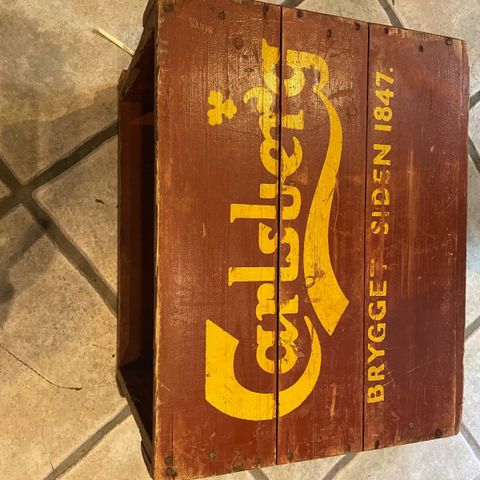 Carlsberg
BRYGGET SIDEN 1847.